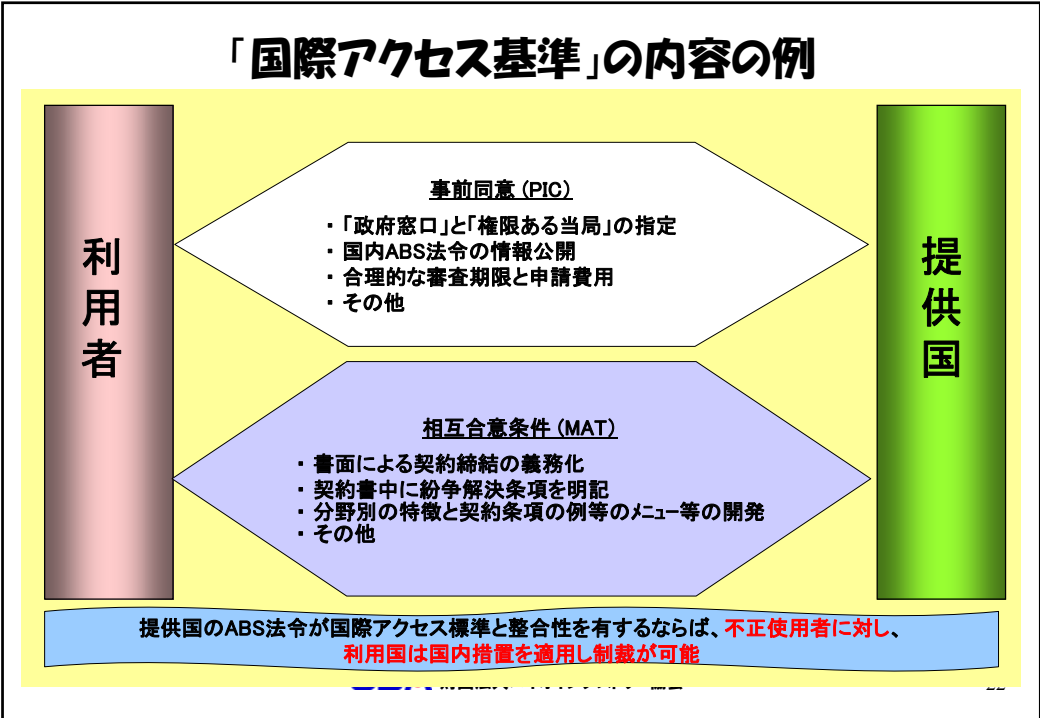 「国際アクセス基準」の内容の例
利用者
事前同意 (PIC)
・「政府窓口」と「権限ある当局」の指定
・国内ABS法令の情報公開
・合理的な審査期限と申請費用
・その他
提供国
相互合意条件 (MAT)
・書面による契約締結の義務化
・契約書中に紛争解決条項を明記
・分野別の特徴と契約条項の例等のメニュー等の開発
・その他
提供国のABS法令が国際アクセス標準と整合性を有するならば、不正使用者に対し、
利用国は国内措置を適用し制裁が可能